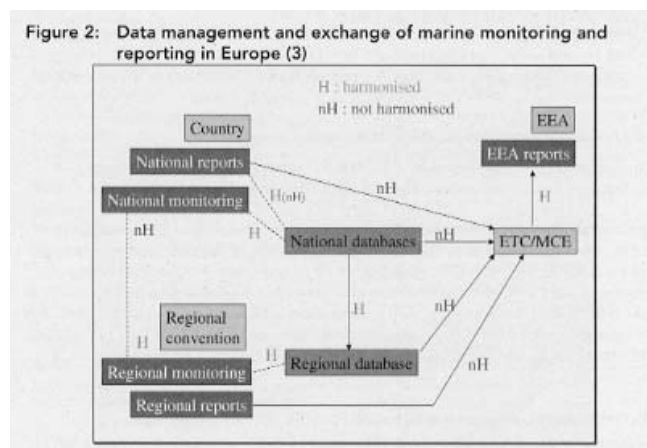 Figure 2: Data management and exchange of marine monitoring and
reporting in Europe (3)
H : harmonised
nH : not harmonised
Country
EEA
National reports
EEA reports
nH
H
National monitoring
H(nH)
nH
H
National databases
nH
ETC/MCE
H
nH
Regional
convention
H
H
Regional database
nH
Regional monitoring
Regional reports